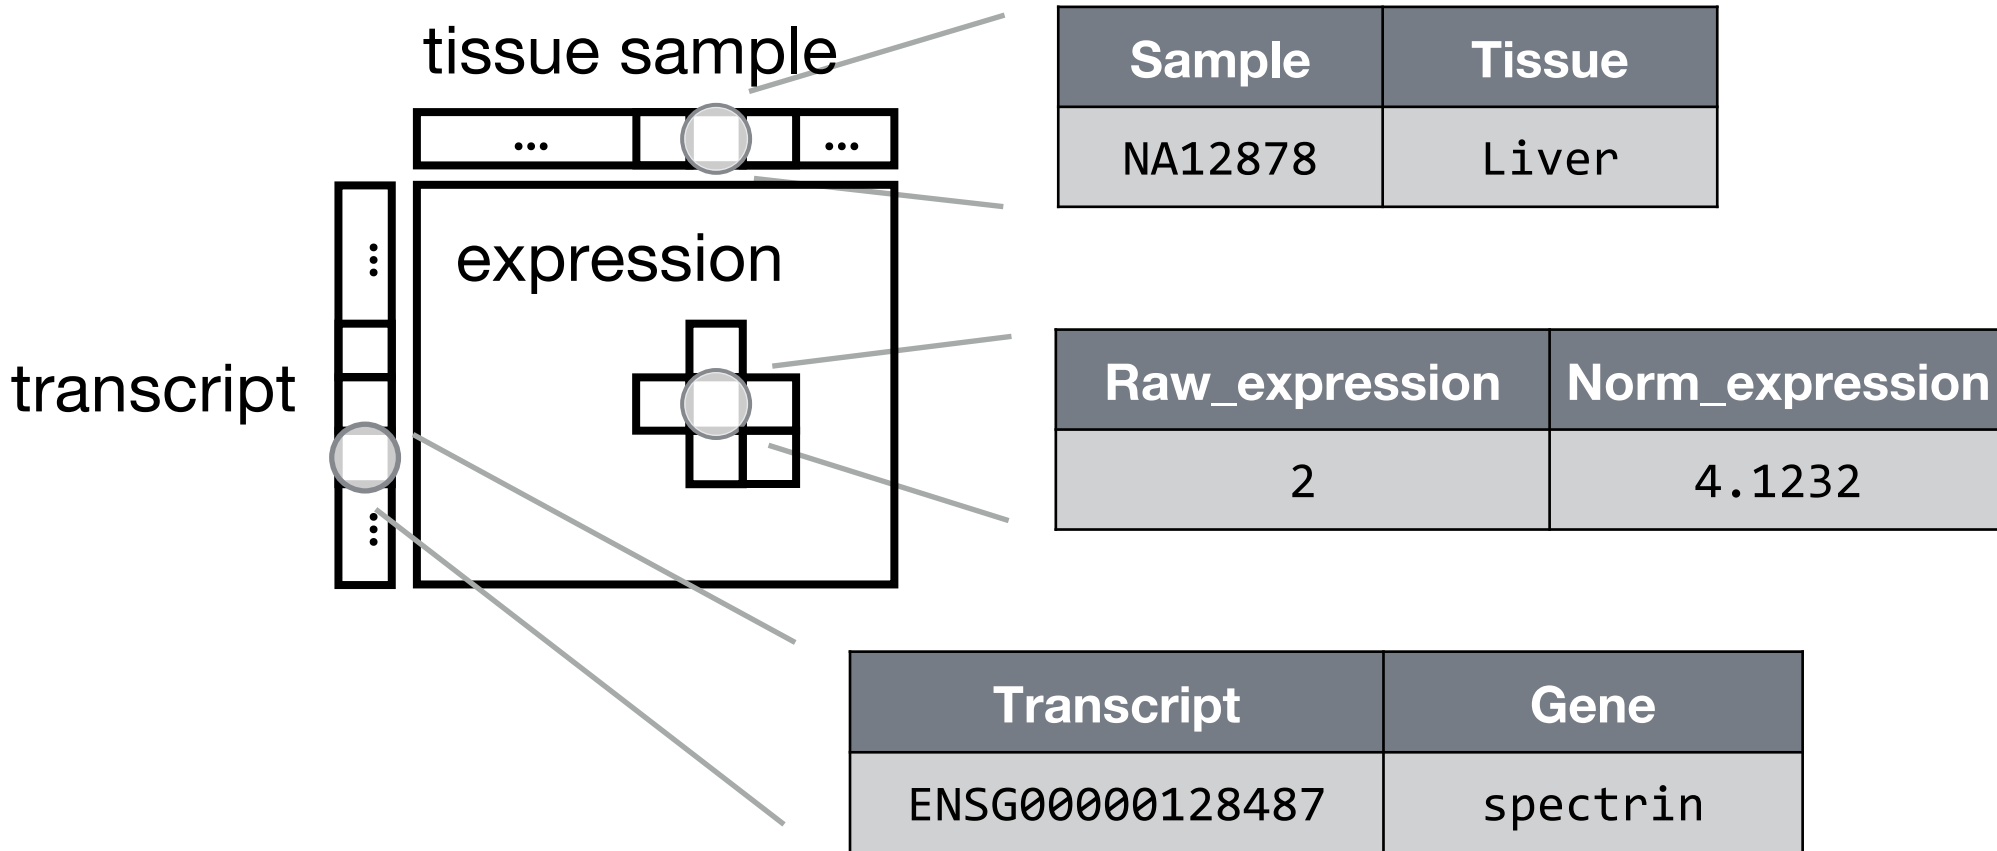 tissue sample
... ...
...
expression
transcript
...
Sample Tissue
NA12878 Liver
Raw_expression Norm_expression
2 4.1232
Transcript Gene
ENSG00000128487 spectrin